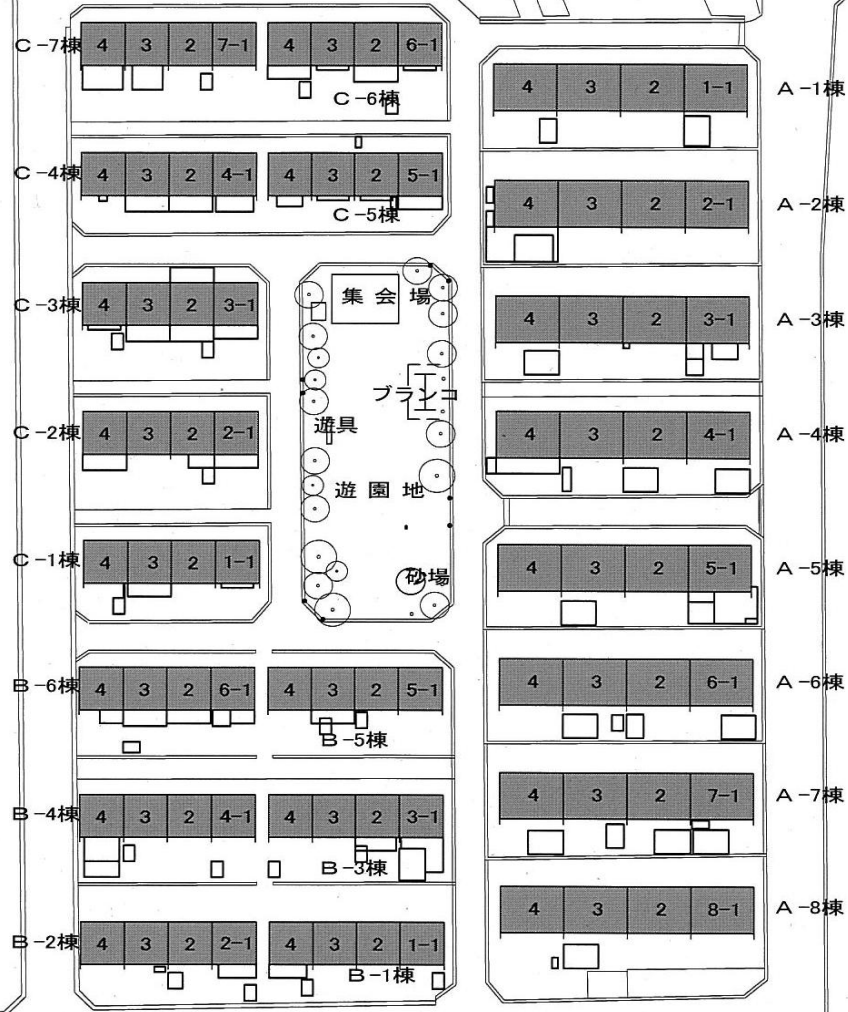 C-7棟 4 3 2 7-1 4 3 2 6-1
C-6棟
4 3 2 1-1 A-1棟
C-4棟 4 3 2 4-1 4 3 2 5-1
C-5棟
4 3 2 2-1 A-2棟
C-3棟 4 3 2 3-1
集会場
4 3 2 3-1 A-3棟
ブランコ
C-2棟 4 3 2 2-1
遊具
4 3 2 4-1 A-4棟
遊園地
C-1棟 4 3 2 1-1
砂場
4 3 2 5-1 A-5棟
B-6棟 4 3 2 6-1 4 3 2 5-1
B-5棟
4 3 2 6-1 A-6棟
B-4棟 4 3 2 4-1 4 3 2 3-1
B-3棟
4 3 2 7-1 A-7棟
B-2棟 4 3 2 2-1 4 3 2 1-1
B-1棟
4 3 2 8-1 A-8棟